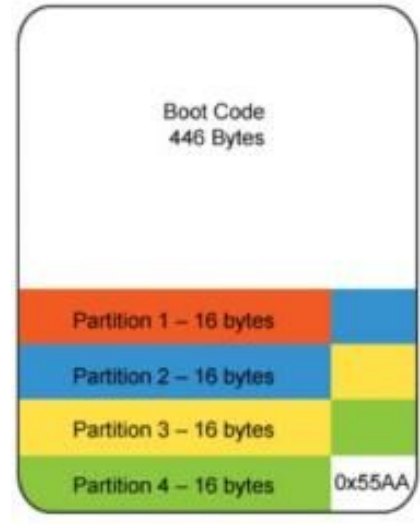 Boot Code
446 Bytes
Partition 1 – 16 bytes
Partition 2 – 16 bytes
Partition 3 – 16 bytes
Partition 4 – 16 bytes
0x55AA